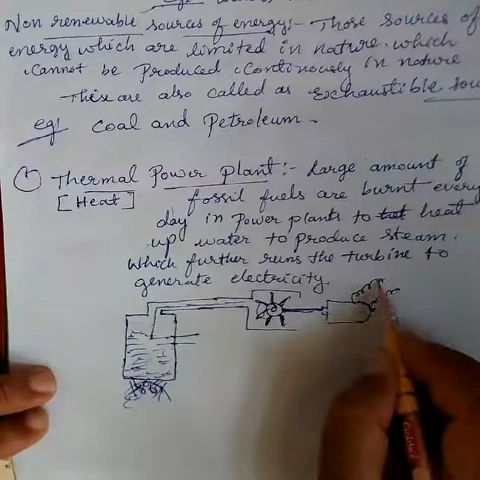 Non renewable sources of energy:- Those sources of
energy which are limited in nature. which
Cannot be Produced Continously in nature
These are also called as Exhaustible sou
eg Coal and Petroleum.
Thermal Power plant:- Large amount of
[Heat] fossil fuels are burnt every
day in power plants to heat
up water to produce steam.
Which further runs the turbine to
generate electricity.